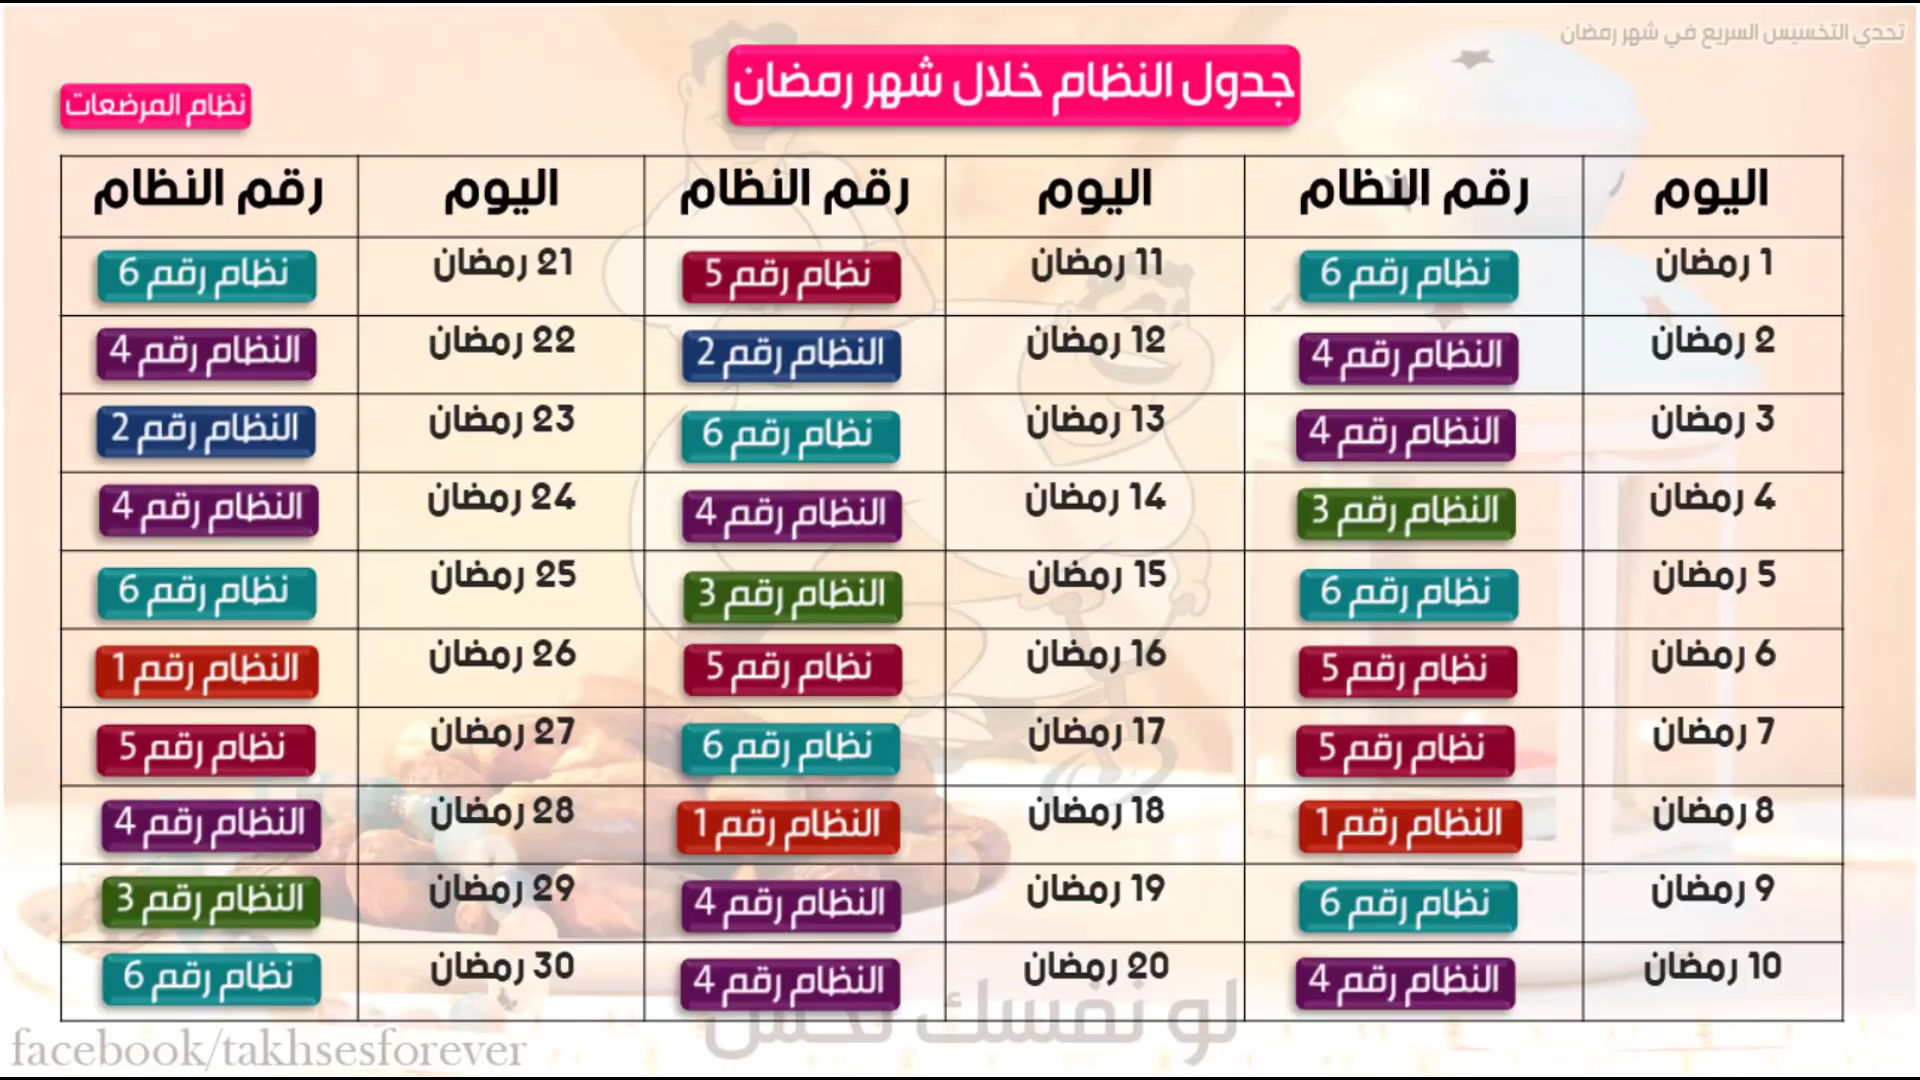 تحدي التخسيس السريع في شهر رمضان
جدول النظام خلال شهر رمضان
نظام المرضعات
اليوم رقم النظام اليوم رقم النظام اليوم رقم النظام
1 رمضان نظام رقم 6 11 رمضان نظام رقم 5 21 رمضان نظام رقم 6
2 رمضان النظام رقم 4 12 رمضان النظام رقم 2 22 رمضان النظام رقم 4
3 رمضان النظام رقم 4 13 رمضان نظام رقم 6 23 رمضان النظام رقم 2
4 رمضان النظام رقم 3 14 رمضان النظام رقم 4 24 رمضان النظام رقم 4
5 رمضان نظام رقم 6 15 رمضان النظام رقم 3 25 رمضان نظام رقم 6
6 رمضان نظام رقم 5 16 رمضان نظام رقم 5 26 رمضان النظام رقم 1
7 رمضان نظام رقم 5 17 رمضان نظام رقم 6 27 رمضان نظام رقم 5
8 رمضان النظام رقم 1 18 رمضان النظام رقم 1 28 رمضان النظام رقم 4
9 رمضان نظام رقم 6 19 رمضان النظام رقم 4 29 رمضان النظام رقم 3
10 رمضان النظام رقم 4 20 رمضان النظام رقم 4 30 رمضان نظام رقم 6
لو نفسك
facebook/takhsesforever